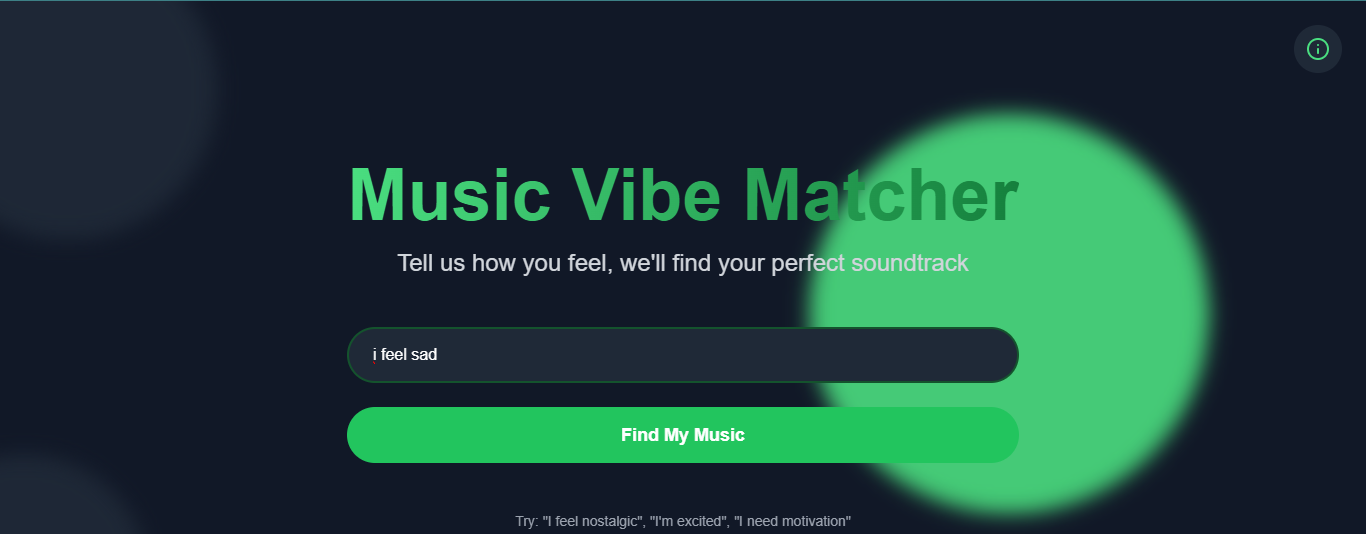 Music Vibe Matcher
Tell us how you feel, we'll find your perfect soundtrack
i feel sad
Find My Music
Try: "I feel nostalgic", "I'm excited", "I need motivation"